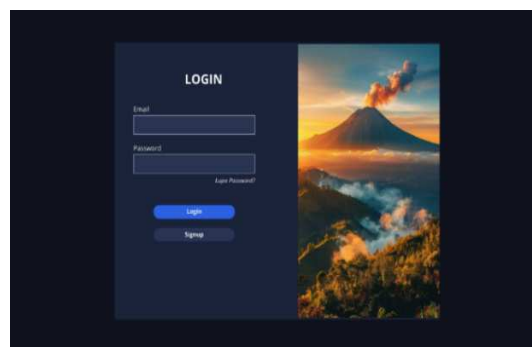 LOGIN
Email
Password
Lupa Password?
Login
Signup